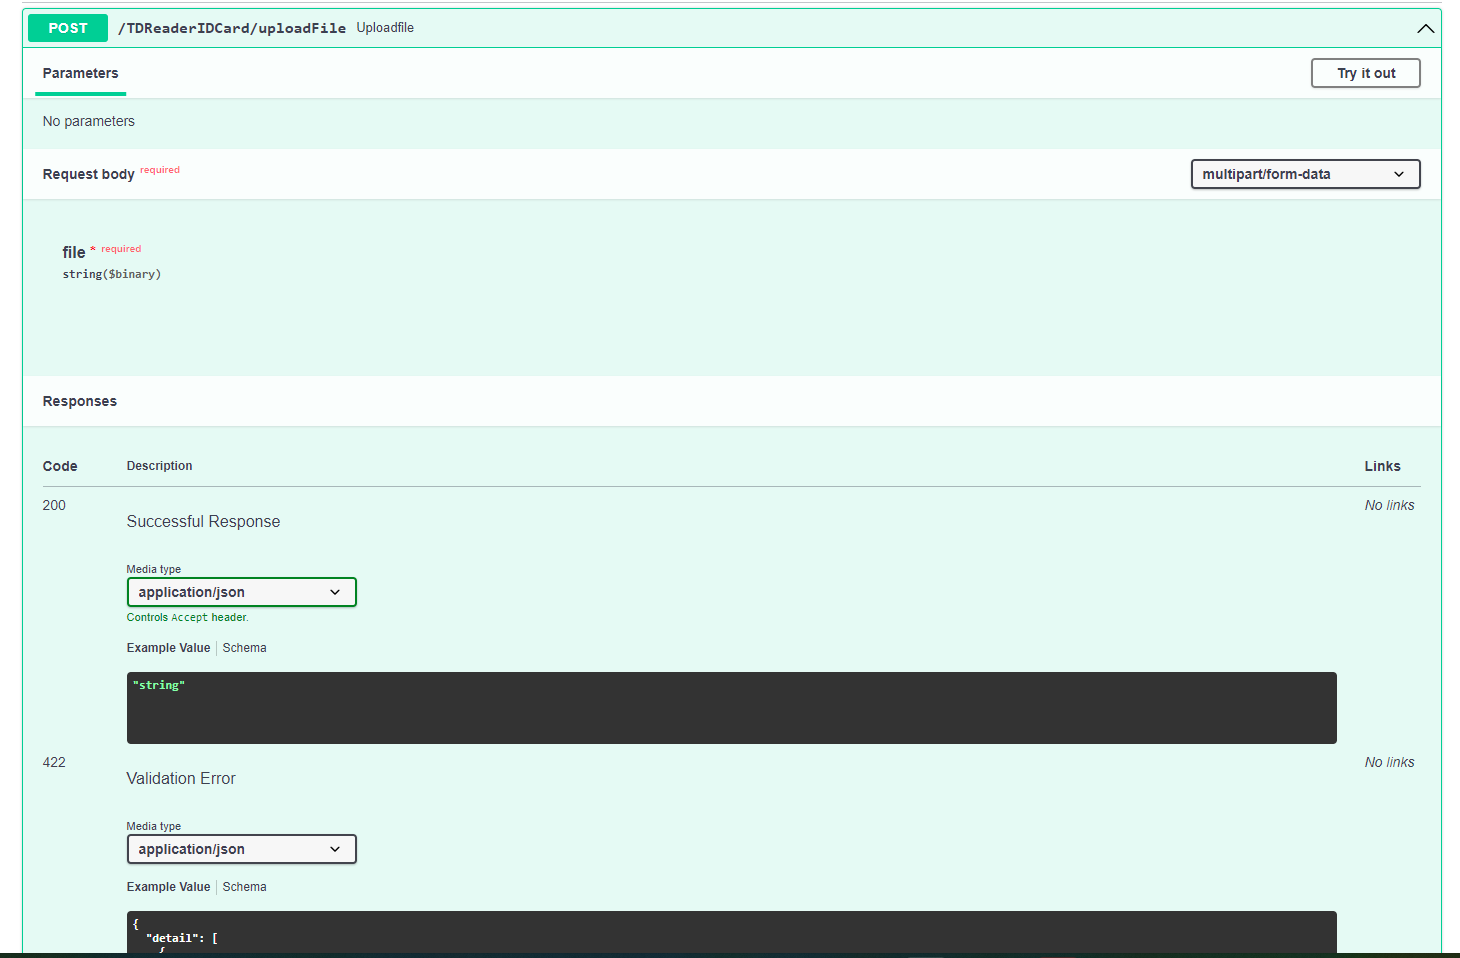 POST /TDReaderIDCard/uploadFile Uploadfile
Parameters Try it out
No parameters
Request body required multipart/form-data
file * required
string($binary)
Responses
Code Description Links
200 No links
Successful Response
Media type
application/json
Controls Accept header.
Example Value Schema
"string"
422 No links
Validation Error
Media type
application/json
Example Value Schema
{
"detail": [
{